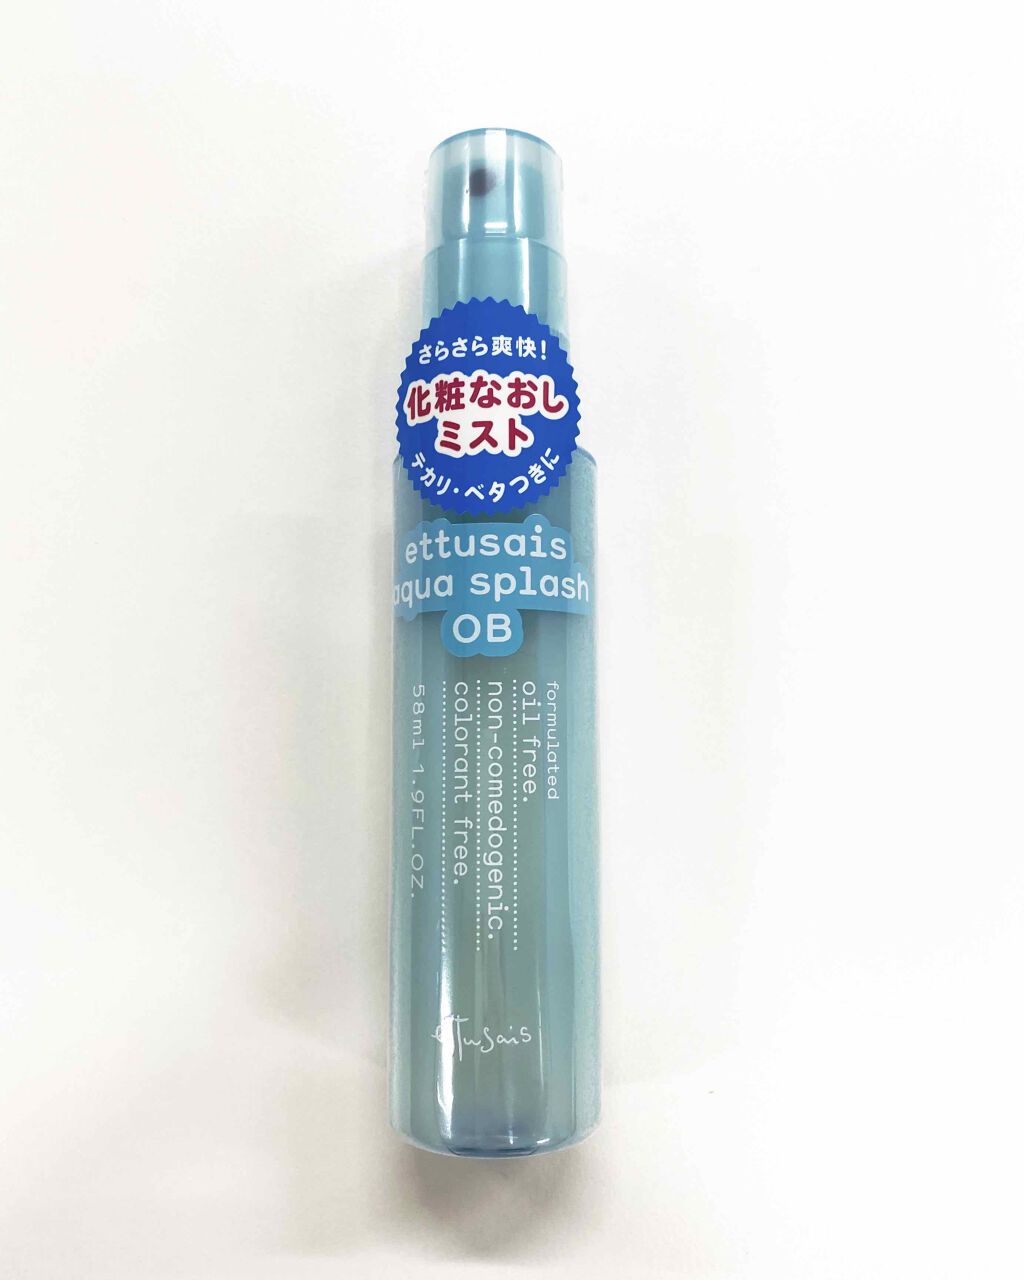 さらさら爽快!
化粧なおし
ミスト
テカリ・ベタつきに
ettusais
aqua splash
OB
formulated
oil free.
non-comedogenic.
colorant free.
58ml 1.9FL.OZ.
ettusais